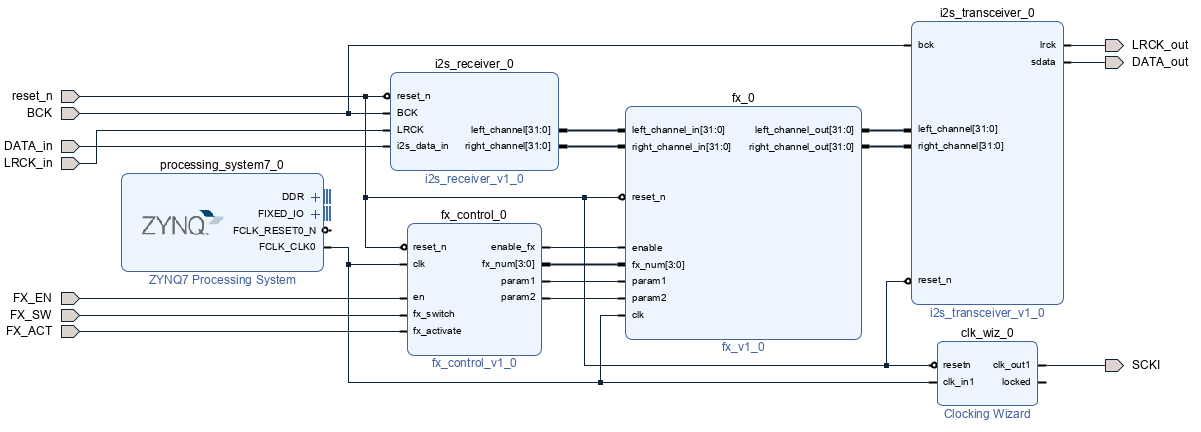 i2s_transceiver_0
bck
lrck
sdata
LRCK_out
DATA_out
left_channel[31:0]
right_channel[31:0]
reset_n
i2s_transceiver_v1_0
i2s_receiver_0
reset_n
BCK
reset_n
BCK
LRCK
i2s_data_in
left_channel[31:0]
right_channel[31:0]
i2s_receiver_v1_0
DATA_in
LRCK_in
fx_0
left_channel_in[31:0]
right_channel_in[31:0]
left_channel_out[31:0]
right_channel_out[31:0]
reset_n
enable
fx_num[3:0]
param1
param2
clk
fx_v1_0
processing_system7_0
ZYNQ
DDR
FIXED_IO
FCLK_RESET0_N
FCLK_CLK0
ZYNQ7 Processing System
fx_control_0
reset_n
clk
en
fx_switch
fx_activate
enable_fx
fx_num[3:0]
param1
param2
fx_control_v1_0
FX_EN
FX_SW
FX_ACT
clk_wiz_0
resetn
clk_in1
clk_out1
locked
Clocking Wizard
SCKI